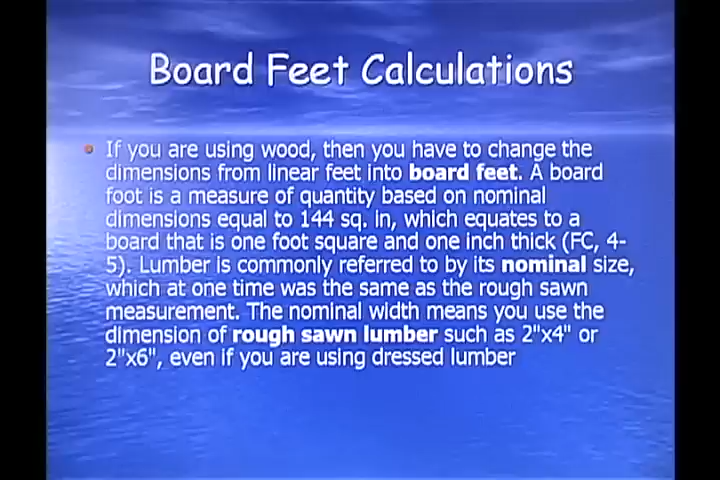 Board Feet Calculations
If you are using wood, then you have to change the
dimensions from linear feet into board feet. A board
foot is a measure of quantity based on nominal
dimensions equal to 144 sq. in, which equates to a
board that is one foot square and one inch thick (FC, 4-
5). Lumber is commonly referred to by its nominal size,
which at one time was the same as the rough sawn
measurement. The nominal width means you use the
dimension of rough sawn lumber such as 2"x4" or
2"x6", even if you are using dressed lumber